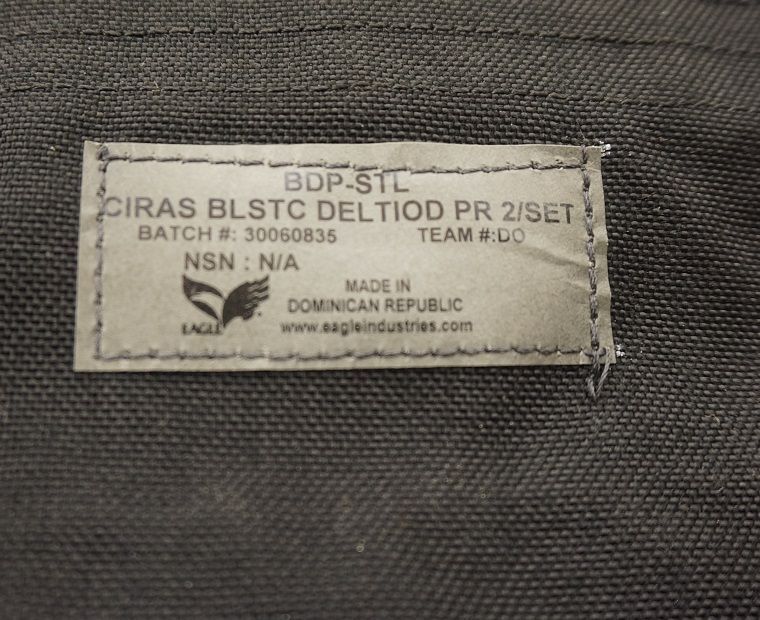 BDP-STL
CIRAS BLSTC DELTIOD PR 2/SET
BATCH #: 30060835 TEAM #:DO
NSN : N/A
MADE IN
DOMINICAN REPUBLIC
EAGLE
www.eagleindustries.com